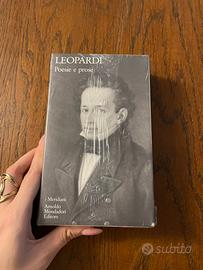 LEOPARDI
Poesie e prose
i Meridiani
Arnoldo
Mondadori
Editore
subito